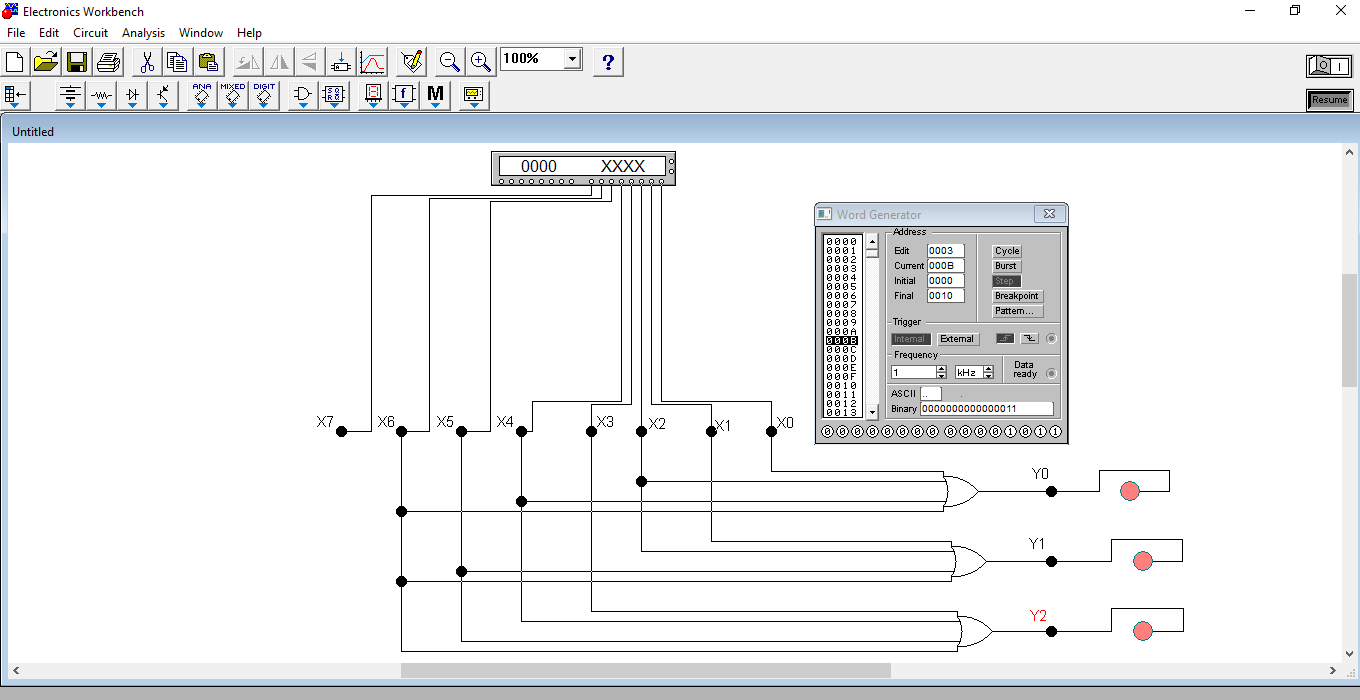 Electronics Workbench
File Edit Circuit Analysis Window Help
100% ?
ANA MIXED DIGIT
f M
Resume
Untitled
0000 XXXX
Word Generator
0000
0001
0002
0003
0004
0005
0006
0007
0008
0009
000A
000B
000C
000D
000E
000F
0010
0011
0012
0013
Address
Edit 0003
Current 000B
Initial 0000
Final 0010
Cycle
Burst
Step
Breakpoint
Pattern...
Trigger
Internal External
Frequency
1 kHz
Data
ready
ASCII ..
Binary 0000000000000011
0 0 0 0 0 0 0 0 0 0 0 0 1 0 1 1
X7 X6 X5 X4 X3 X2 X1 X0
Y0
Y1
Y2